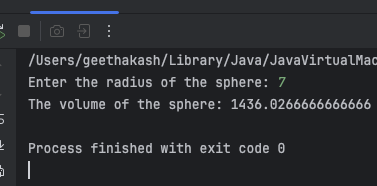 /Users/geethakash/Library/Java/JavaVirtualMac
Enter the radius of the sphere: 7
The volume of the sphere: 1436.0266666666666
Process finished with exit code 0